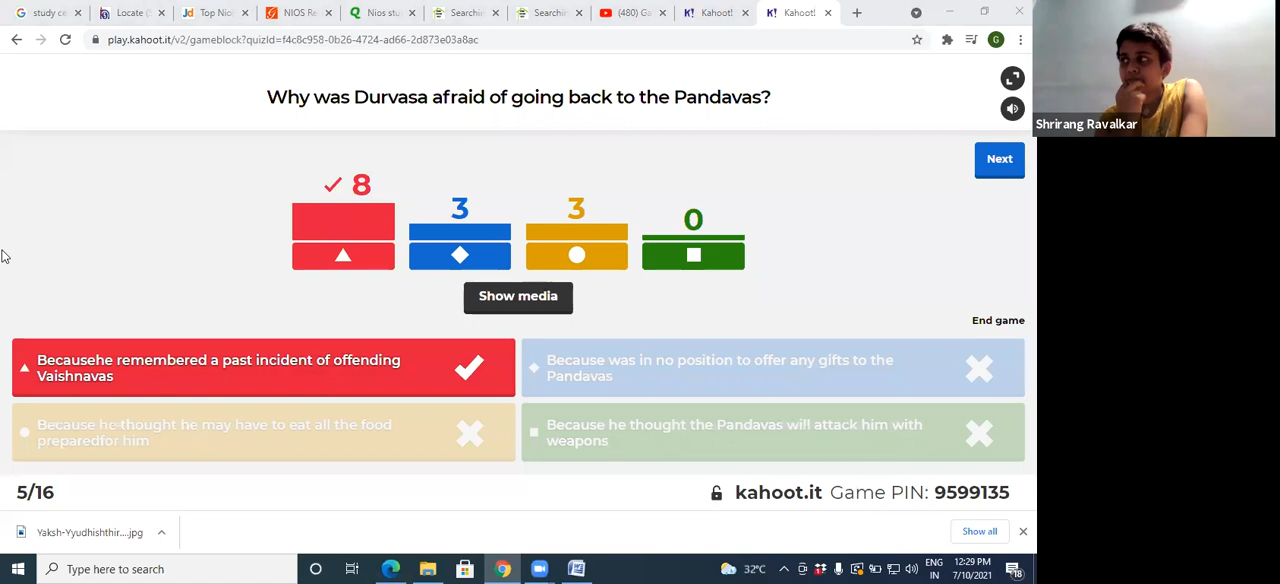 study ce
Locate (
Top Nio
NIOS Re
Nios stu
Searchin
Searchin
(480) Ga
Kahoot!
Kahoot!
play.kahoot.it/v2/gameblock?quizId=f4c8c958-0b26-4724-ad66-2d873e03a8ac
G
Why was Durvasa afraid of going back to the Pandavas?
Shrirang Ravalkar
Next
8
3
3
0
Show media
End game
Becausehe remembered a past incident of offending
Vaishnavas
Because was in no position to offer any gifts to the
Pandavas
Because he thought he may have to eat all the food
preparedfor him
Because he thought the Pandavas will attack him with
weapons
5/16
kahoot.it Game PIN: 9599135
Yaksh-Yyudhishthir....jpg
Show all
Type here to search
32°C
ENG
IN
12:29 PM
7/10/2021
18